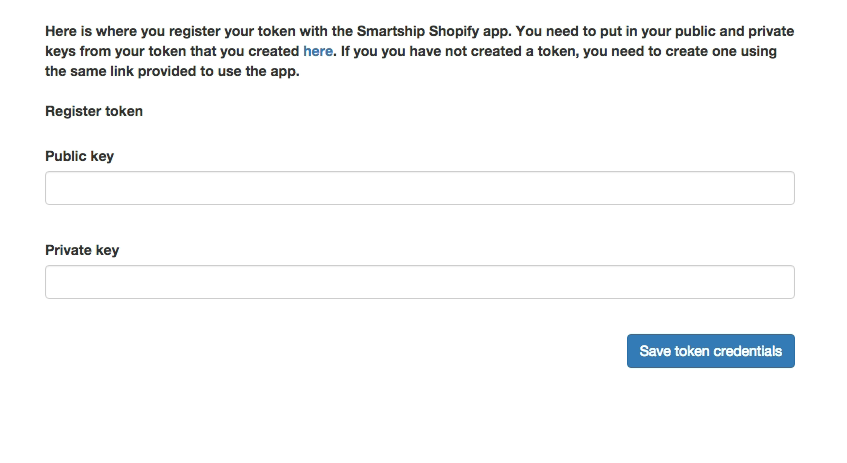 Here is where you register your token with the Smartship Shopify app. You need to put in your public and private
keys from your token that you created here. If you you have not created a token, you need to create one using
the same link provided to use the app.
Register token
Public key
Private key
Save token credentials